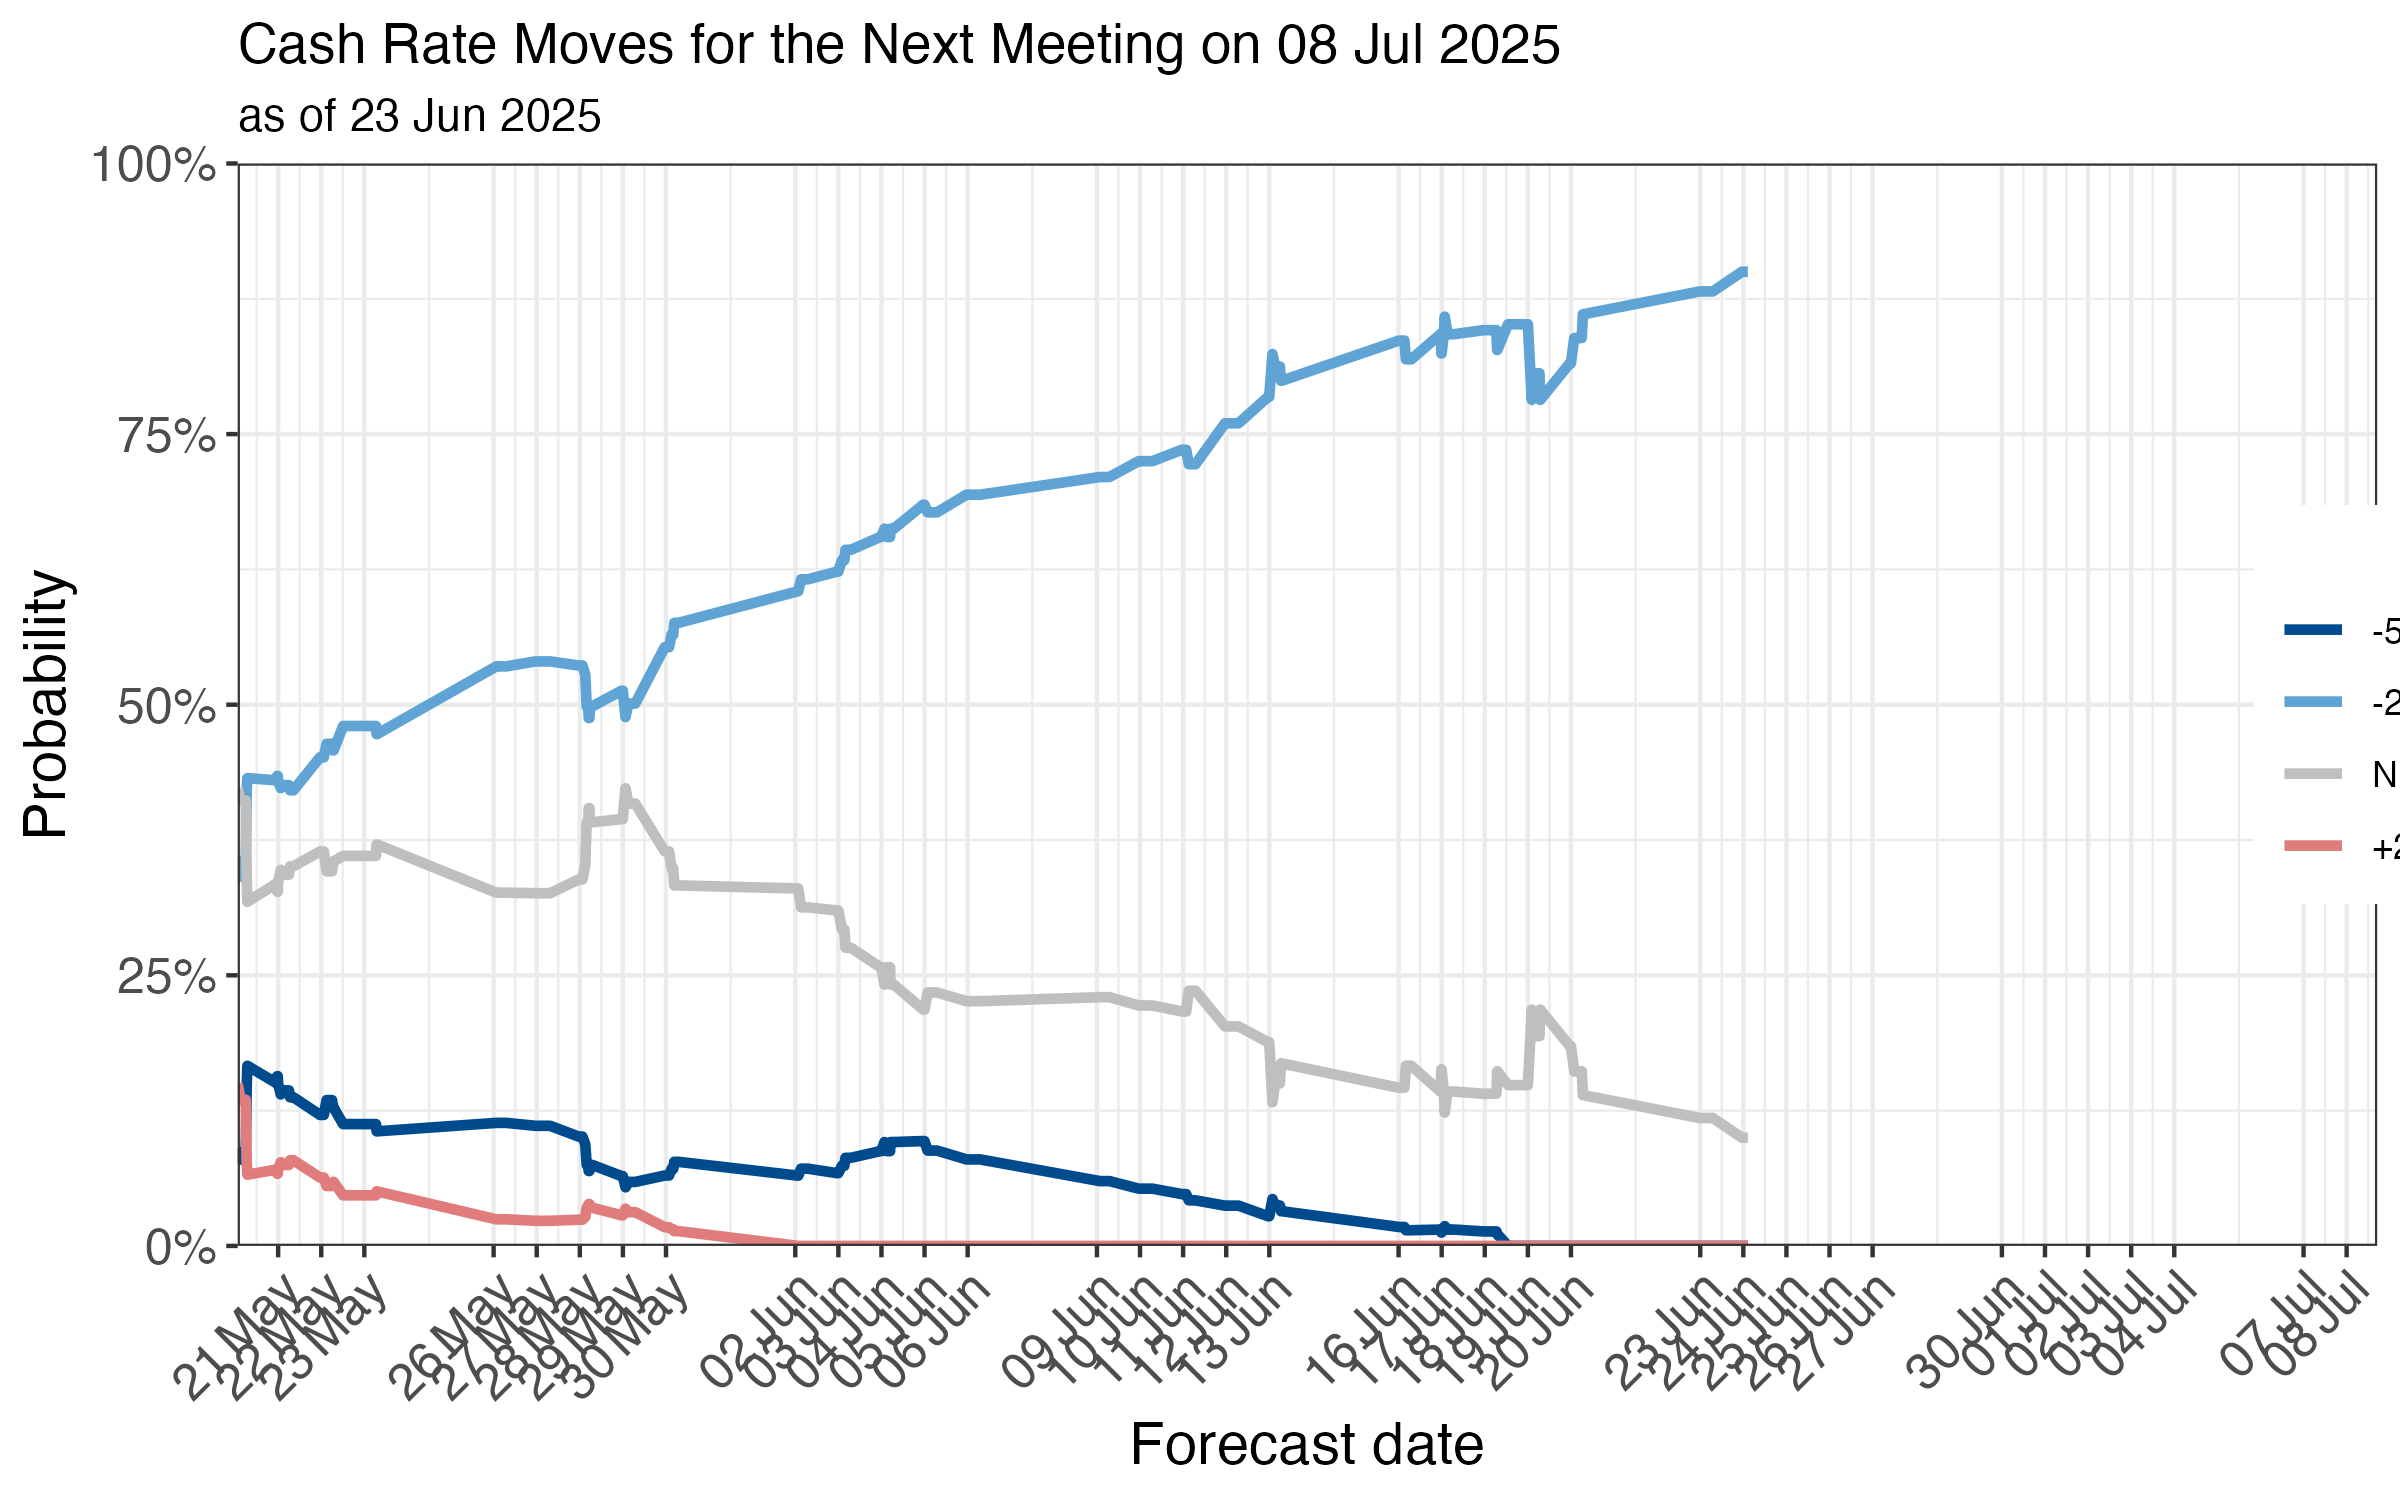 Cash Rate Moves for the Next Meeting on 08 Jul 2025
as of 23 Jun 2025
Probability
100%
75%
50%
25%
0%
-5
-2
N
+2
21 May
22 May
23 May
26 May
27 May
28 May
29 May
30 May
02 Jun
03 Jun
04 Jun
05 Jun
06 Jun
09 Jun
10 Jun
11 Jun
12 Jun
13 Jun
16 Jun
17 Jun
18 Jun
19 Jun
20 Jun
23 Jun
24 Jun
25 Jun
26 Jun
27 Jun
30 Jun
01 Jul
02 Jul
03 Jul
04 Jul
07 Jul
08 Jul
Forecast date